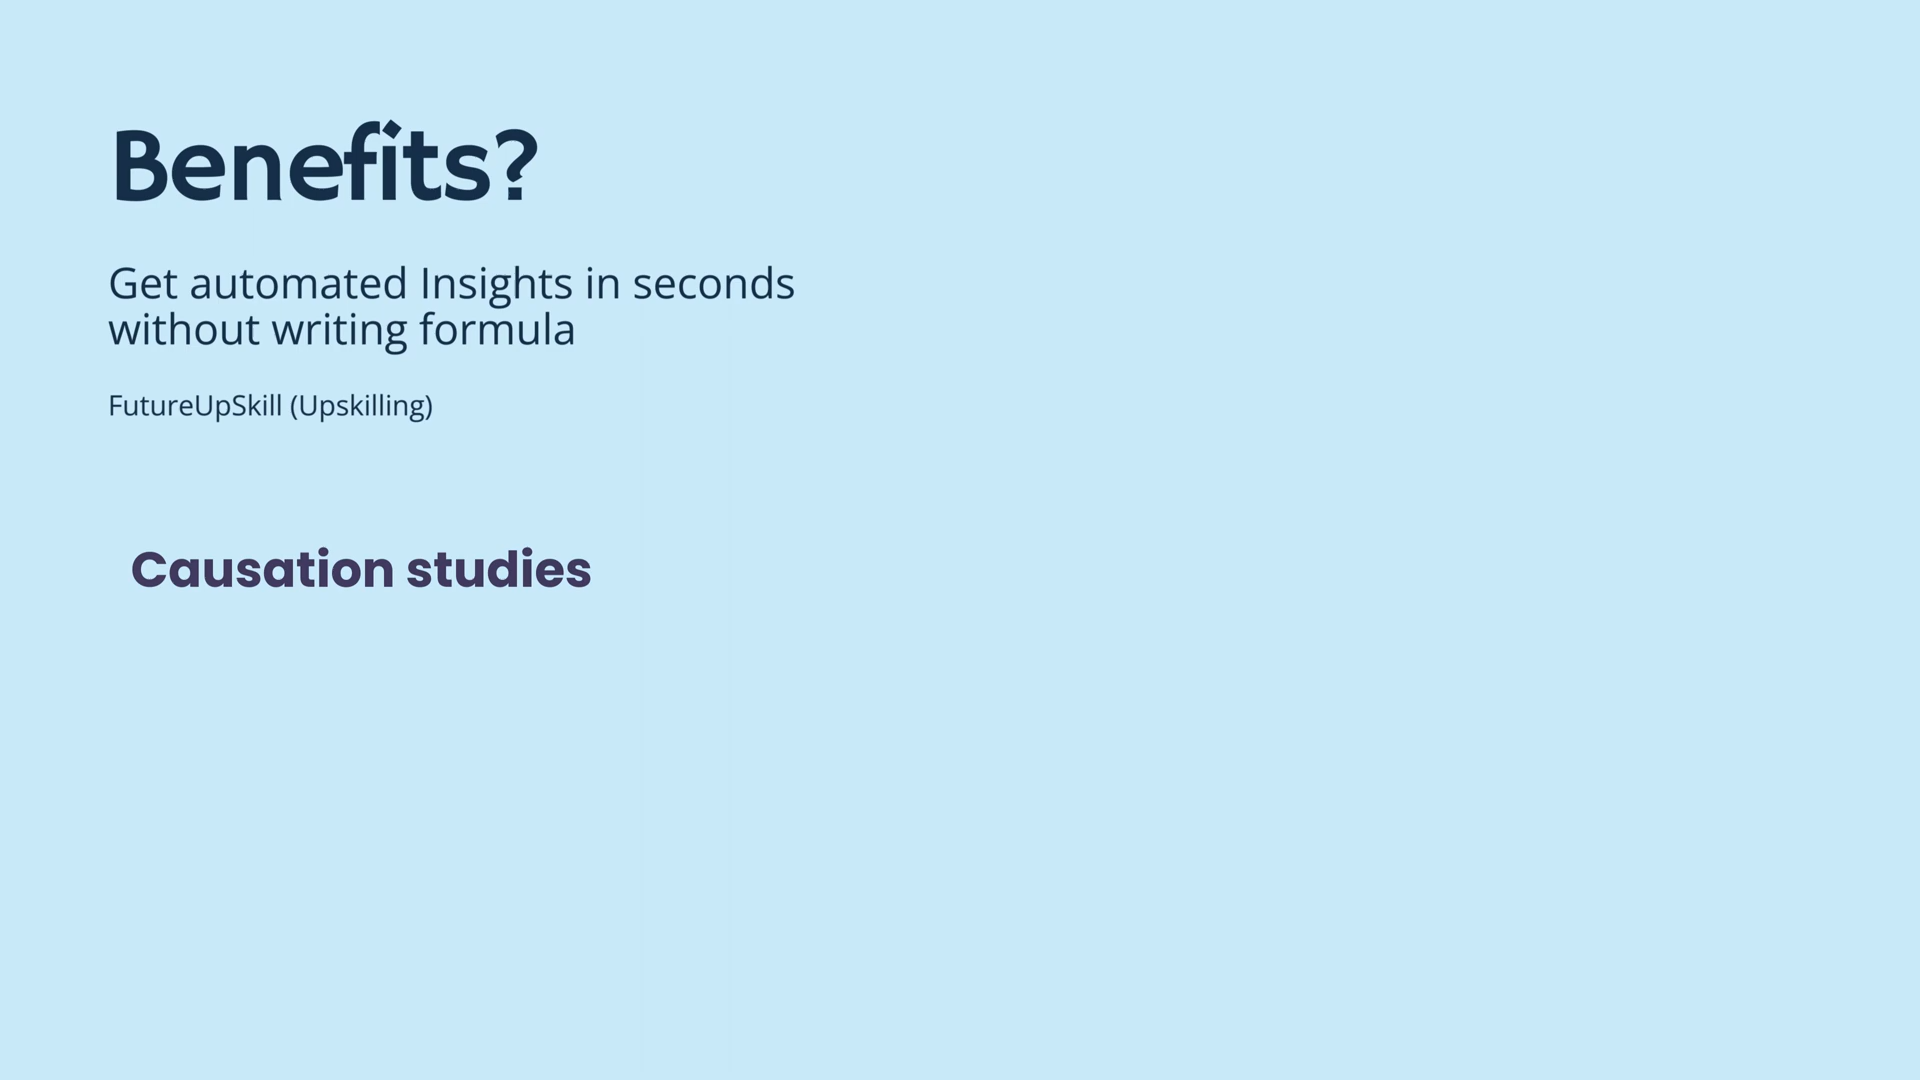 Benefits?
Get automated Insights in seconds
without writing formula
FutureUpSkill (Upskilling)
Causation studies